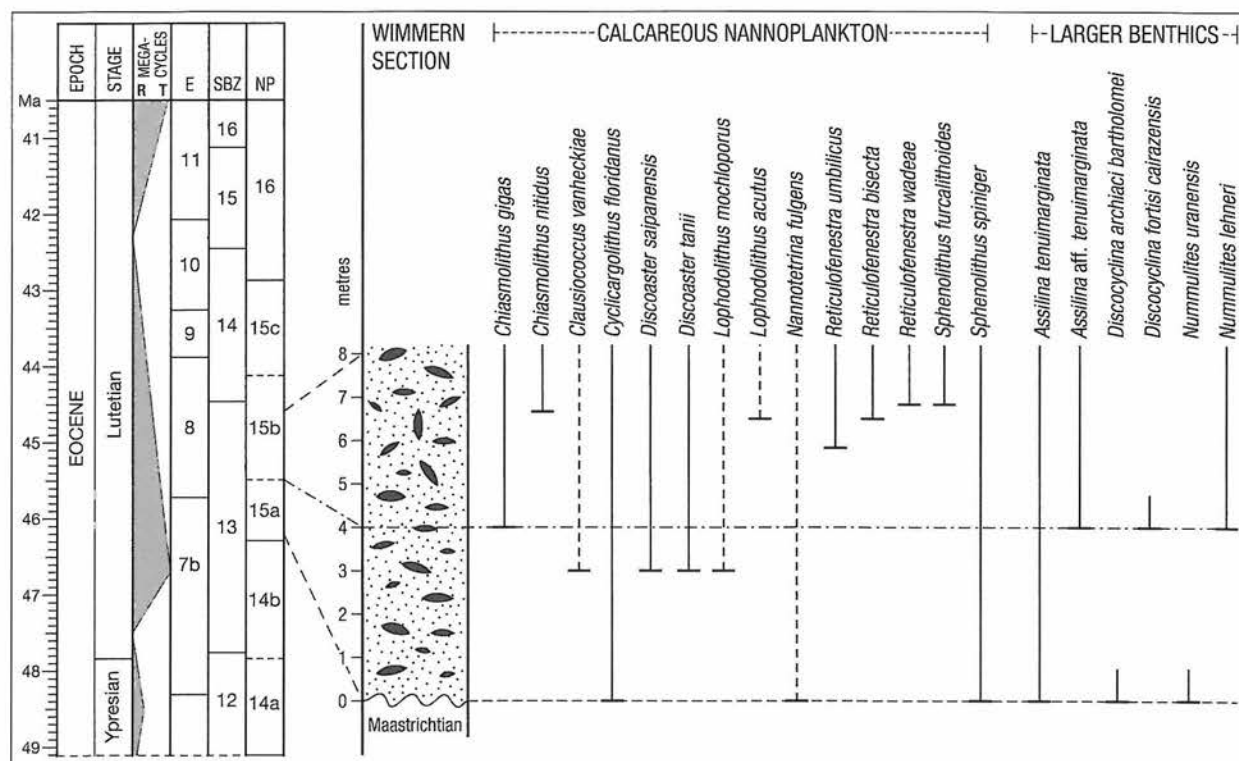 WIMMERN
SECTION
CALCAREOUS NANNOPLANKTON
LARGER BENTHICS
EPOCH
STAGE
MEGA-
CYCLES
R T
E
SBZ
NP
Ma
41
42
43
44
45
46
47
48
49
EOCENE
Lutetian
Ypresian
11
10
9
8
7b
16
15
14
13
12
16
15c
15b
15a
14b
14a
metres
8
7
6
5
4
3
2
1
0
Maastrichtian
Chiasmolithus gigas
Chiasmolithus nitidus
Clausiococcus vanheckiae
Cyclicargolithus floridanus
Discoaster saipanensis
Discoaster tanii
Lophodolithus mochloporus
Lophodolithus acutus
Nannotetrina fulgens
Reticulofenestra umbilicus
Reticulofenestra bisecta
Reticulofenestra wadeae
Sphenolithus furcalithoides
Sphenolithus spiniger
Assilina tenuimarginata
Assilina aff. tenuimarginata
Discocyclina archiaci bartholomei
Discocyclina fortisi cairazensis
Nummulites uranensis
Nummulites lehneri